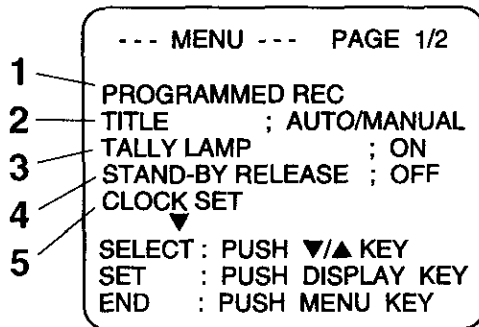 --- MENU --- PAGE 1/2
1
PROGRAMMED REC
2 TITLE ; AUTO/MANUAL
3 TALLY LAMP ; ON
4 STAND-BY RELEASE ; OFF
5 CLOCK SET
▼
SELECT : PUSH ▼/▲ KEY
SET : PUSH DISPLAY KEY
END : PUSH MENU KEY